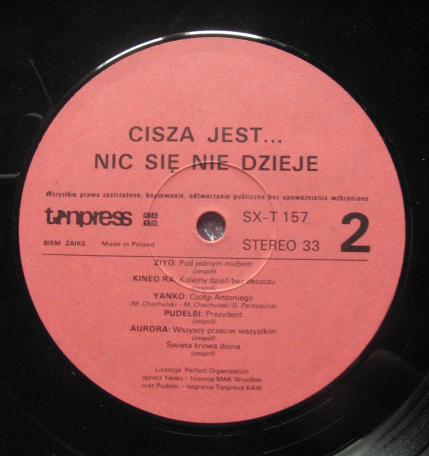 CISZA JEST...
NIC SIĘ NIE DZIEJE
Wszystkie prawa zastrzeżone, kopiowanie, odtwarzanie publiczne bez upoważnienia wzbronione
tonpress KAW
SX-T 157
2
BIEM ZAIKS Made in Poland STEREO 33
ZIYO: Pod jednym niebem
(zespół)
KINEO RA: Kolejny dzień bez deszczu
(zespół)
YANKO: Czołgi Antoniego
(M. Chachulski – M. Chachulski/D. Paraszczuk)
PUDELSI: Prezydent
(zespół)
AURORA: Wszyscy przeciw wszystkim
(zespół)
Święta krowa dojna
(zespół)
Licencja Perfect Organization
oprócz Yanko – licencja MAK Wrocław
oraz Pudelsi – nagranie Tonpress KAW